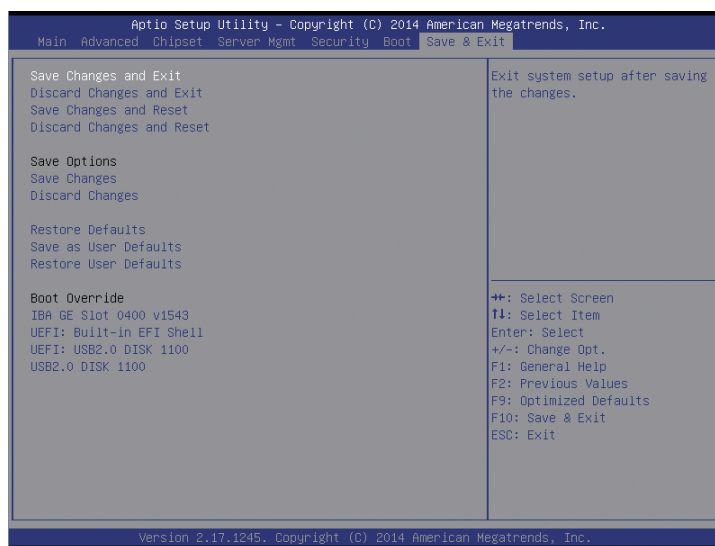 Aptio Setup Utility – Copyright (C) 2014 American Megatrends, Inc.
Main Advanced Chipset Server Mgmt Security Boot Save & Exit
Save Changes and Exit
Discard Changes and Exit
Save Changes and Reset
Discard Changes and Reset
Save Options
Save Changes
Discard Changes
Restore Defaults
Save as User Defaults
Restore User Defaults
Boot Override
IBA GE Slot 0400 v1543
UEFI: Built-in EFI Shell
UEFI: USB2.0 DISK 1100
USB2.0 DISK 1100
Exit system setup after saving
the changes.
→←: Select Screen
↑↓: Select Item
Enter: Select
+/-: Change Opt.
F1: General Help
F2: Previous Values
F9: Optimized Defaults
F10: Save & Exit
ESC: Exit
Version 2.17.1245. Copyright (C) 2014 American Megatrends, Inc.